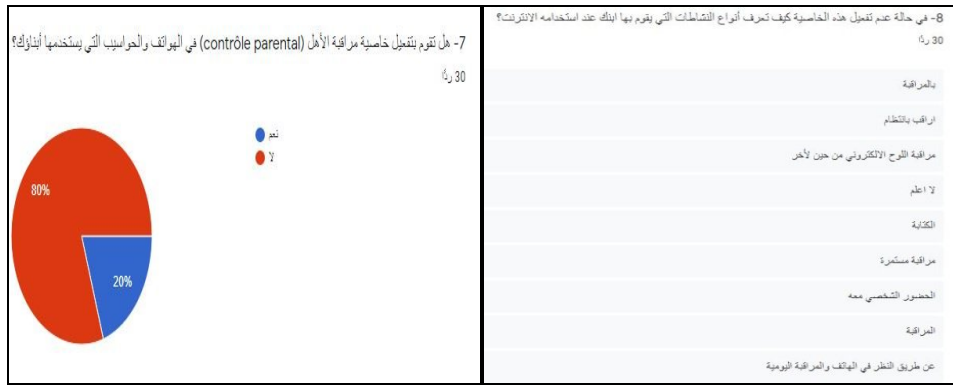 7- هل تقوم بتفعيل خاصية مراقبة الأهل (contrôle parental) في الهواتف والحواسيب التي يستخدمها أبناؤك؟
30 ردًا
نعم
لا
80%
20%
8- في حالة عدم تفعيل هذه الخاصية كيف تعرف أنواع النشاطات التي يقوم بها ابنك عند استخدامه الانترنت؟
30 ردًا
بالمراقبة
اراقب بانتظام
مراقبة اللوح الالكتروني من حين لأخر
لا اعلم
الكتابة
مراقبة مستمرة
الحضور الشخصي معه
المراقبة
عن طريق النظر في الهاتف والمراقبة اليومية